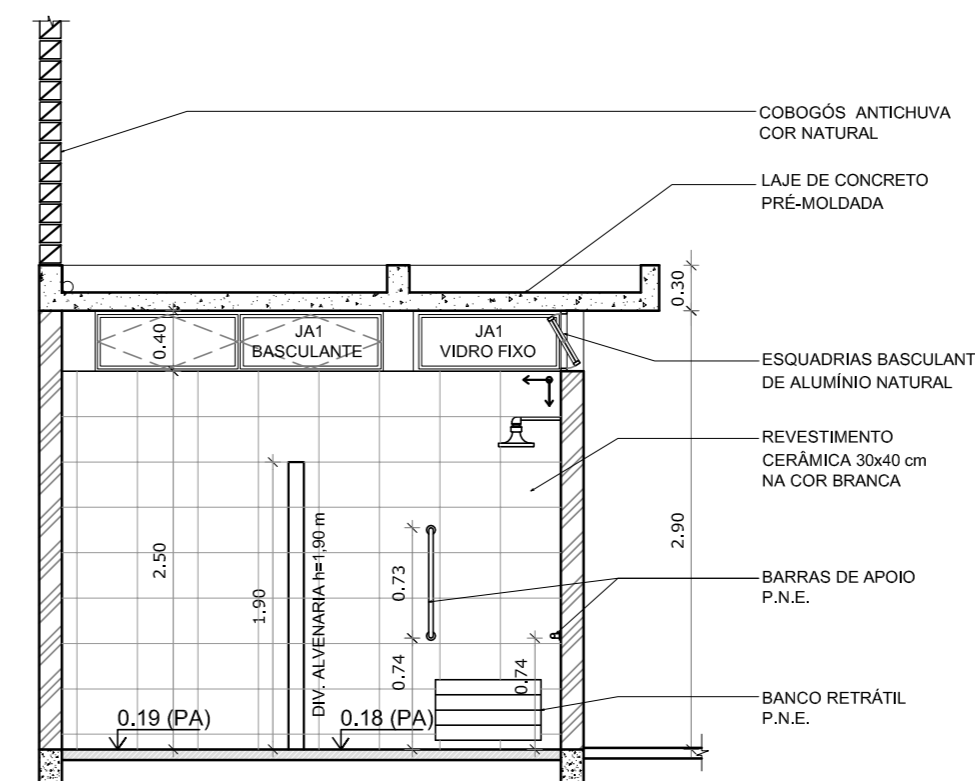 COBOGÓS ANTICHUVA
COR NATURAL
LAJE DE CONCRETO
PRÉ-MOLDADA
0.30
0.40
JA1
BASCULANTE
JA1
VIDRO FIXO
ESQUADRIAS BASCULANT
DE ALUMÍNIO NATURAL
REVESTIMENTO
CERÂMICA 30x40 cm
NA COR BRANCA
2.90
2.50
1.90
DIV. ALVENARIA h=1,90 m
0.73
BARRAS DE APOIO
P.N.E.
0.74
0.74
BANCO RETRÁTIL
P.N.E.
0.19 (PA)
0.18 (PA)